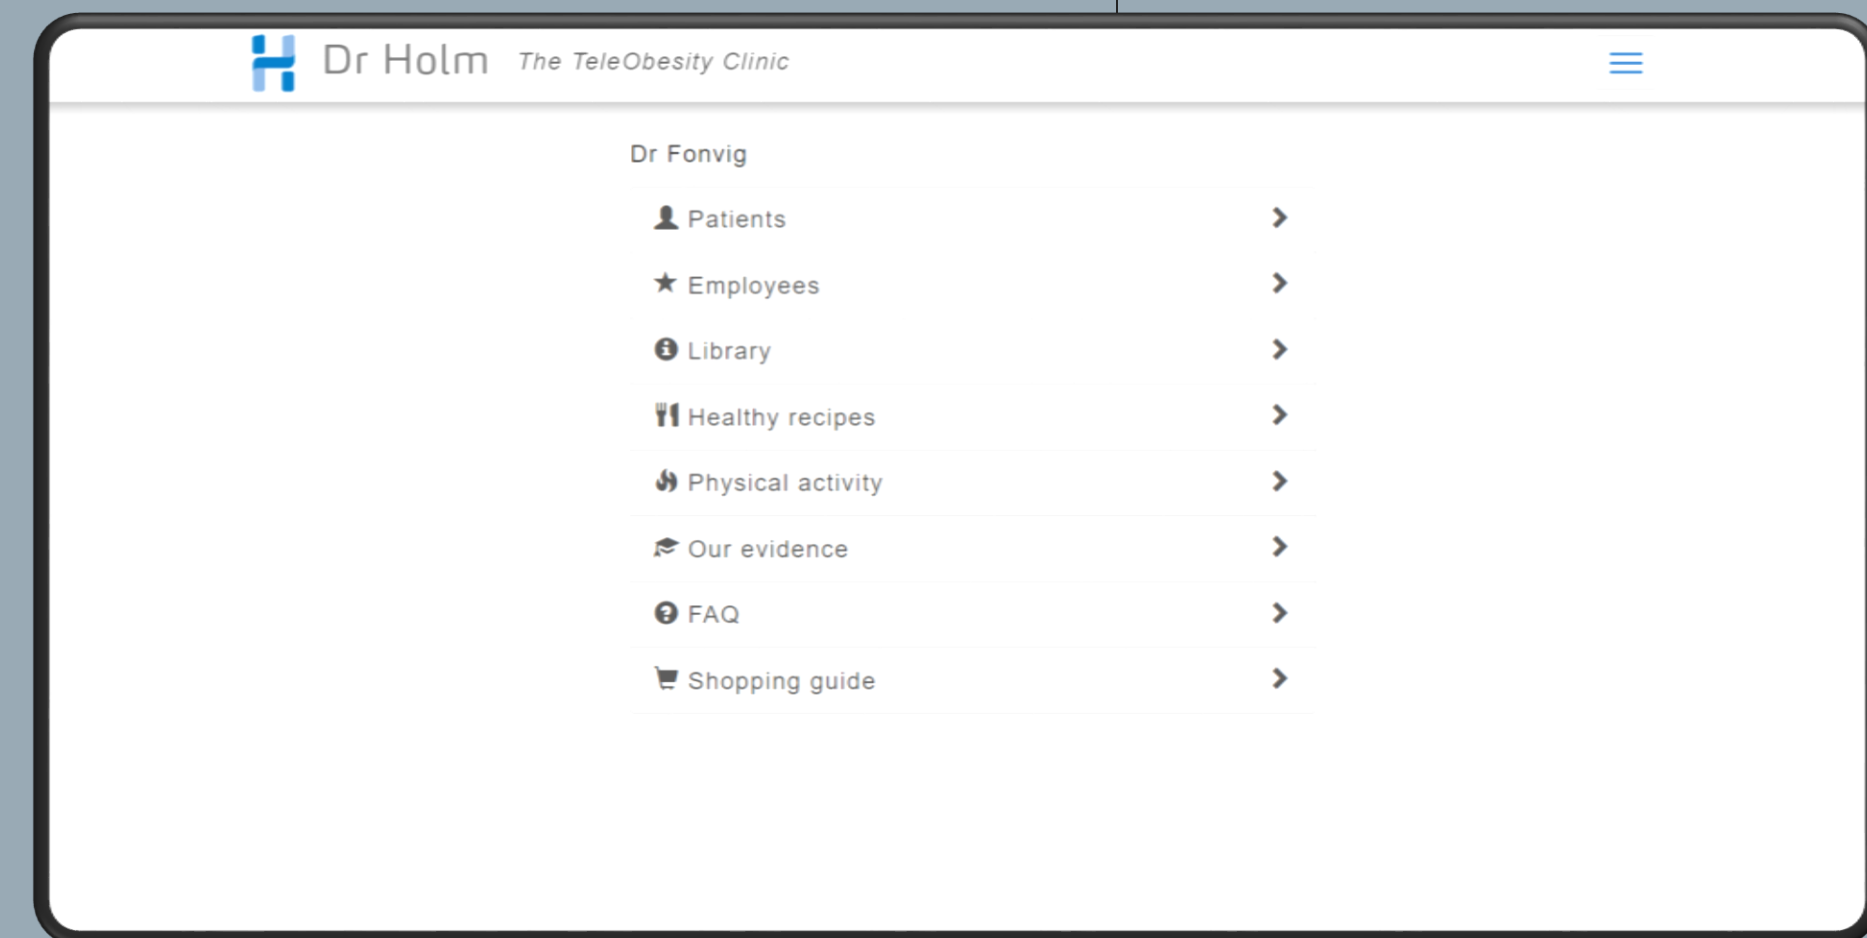 Dr Holm The TeleObesity Clinic
Dr Fonvig
Patients
Employees
Library
Healthy recipes
Physical activity
Our evidence
FAQ
Shopping guide